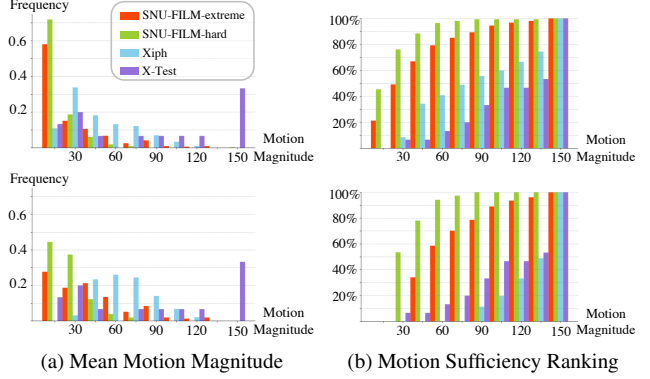 Frequency
0.6
0.4
0.2
SNU-FILM-extreme
SNU-FILM-hard
Xiph
X-Test
30 60 90 120 150
Motion
Magnitude
100%
80%
60%
40%
20%
30 60 90 120 150
Motion
Magnitude
Frequency
0.6
0.4
0.2
30 60 90 120 150
Motion
Magnitude
100%
80%
60%
40%
20%
30 60 90 120 150
Motion
Magnitude
(a) Mean Motion Magnitude
(b) Motion Sufficiency Ranking